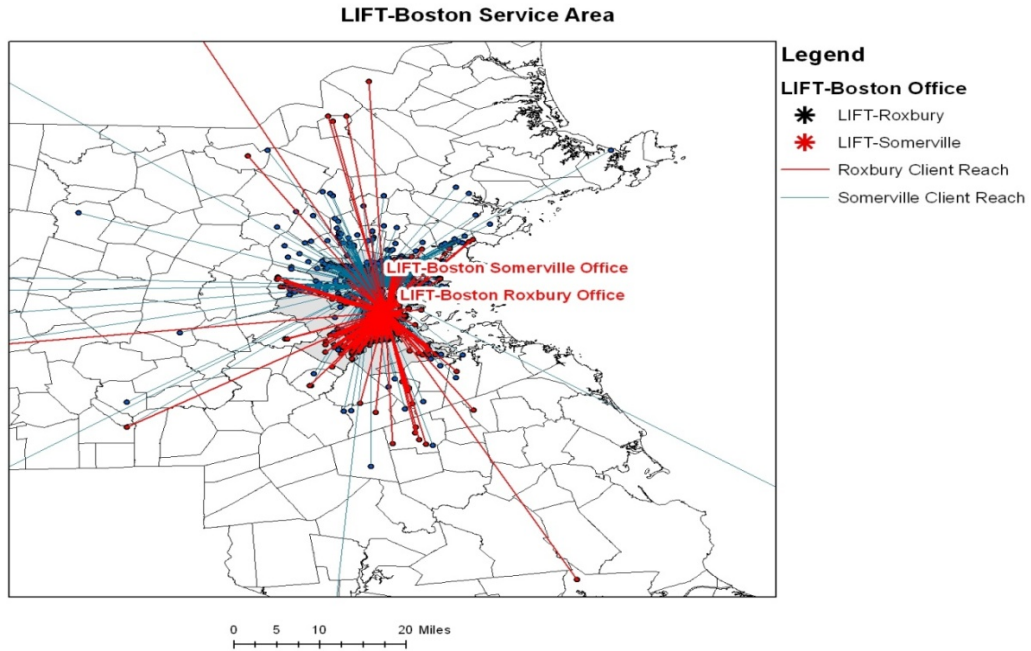 LIFT-Boston Service Area
Legend
LIFT-Boston Office
LIFT-Roxbury
LIFT-Somerville
Roxbury Client Reach
Somerville Client Reach
LIFT-Boston Somerville Office
LIFT-Boston Roxbury Office
0 5 10 20 Miles